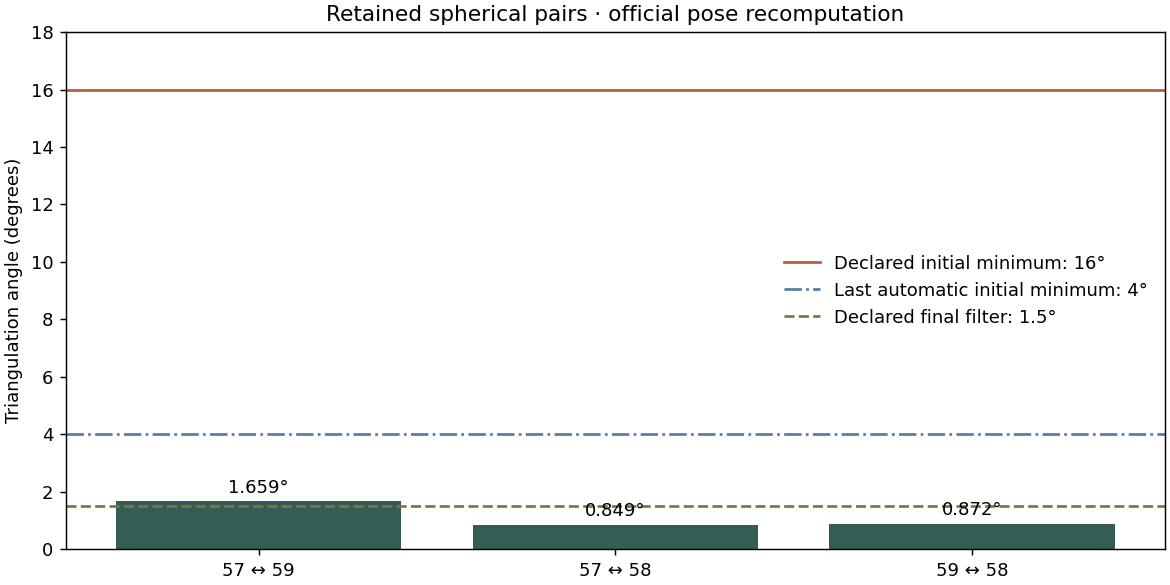 Retained spherical pairs · official pose recomputation
Triangulation angle (degrees)
18
16
14
12
10
8
6
4
2
0
Declared initial minimum: 16°
Last automatic initial minimum: 4°
Declared final filter: 1.5°
1.659°
0.849°
0.872°
57 ↔ 59
57 ↔ 58
59 ↔ 58